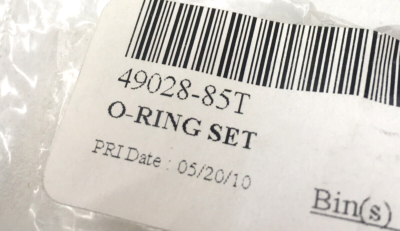 49028-85T
O-RING SET
PRI Date : 05/20/10
Bin(s)